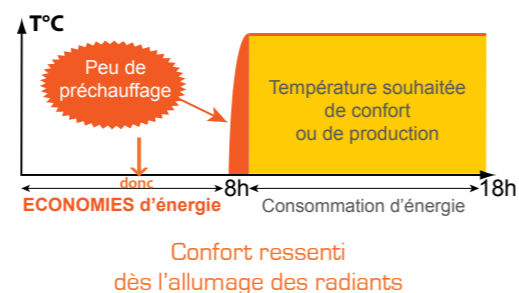 T°C
Peu de
préchauffage
Température souhaitée
de confort
ou de production
donc
8h
18h
ECONOMIES d'énergie
Consommation d'énergie
Confort ressenti
dès l'allumage des radiants